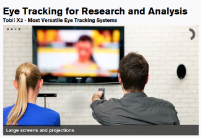 Eye Tracking for Research and Analysis
Tobii X2 - Most Versatile Eye Tracking Systems
Large screens and projections